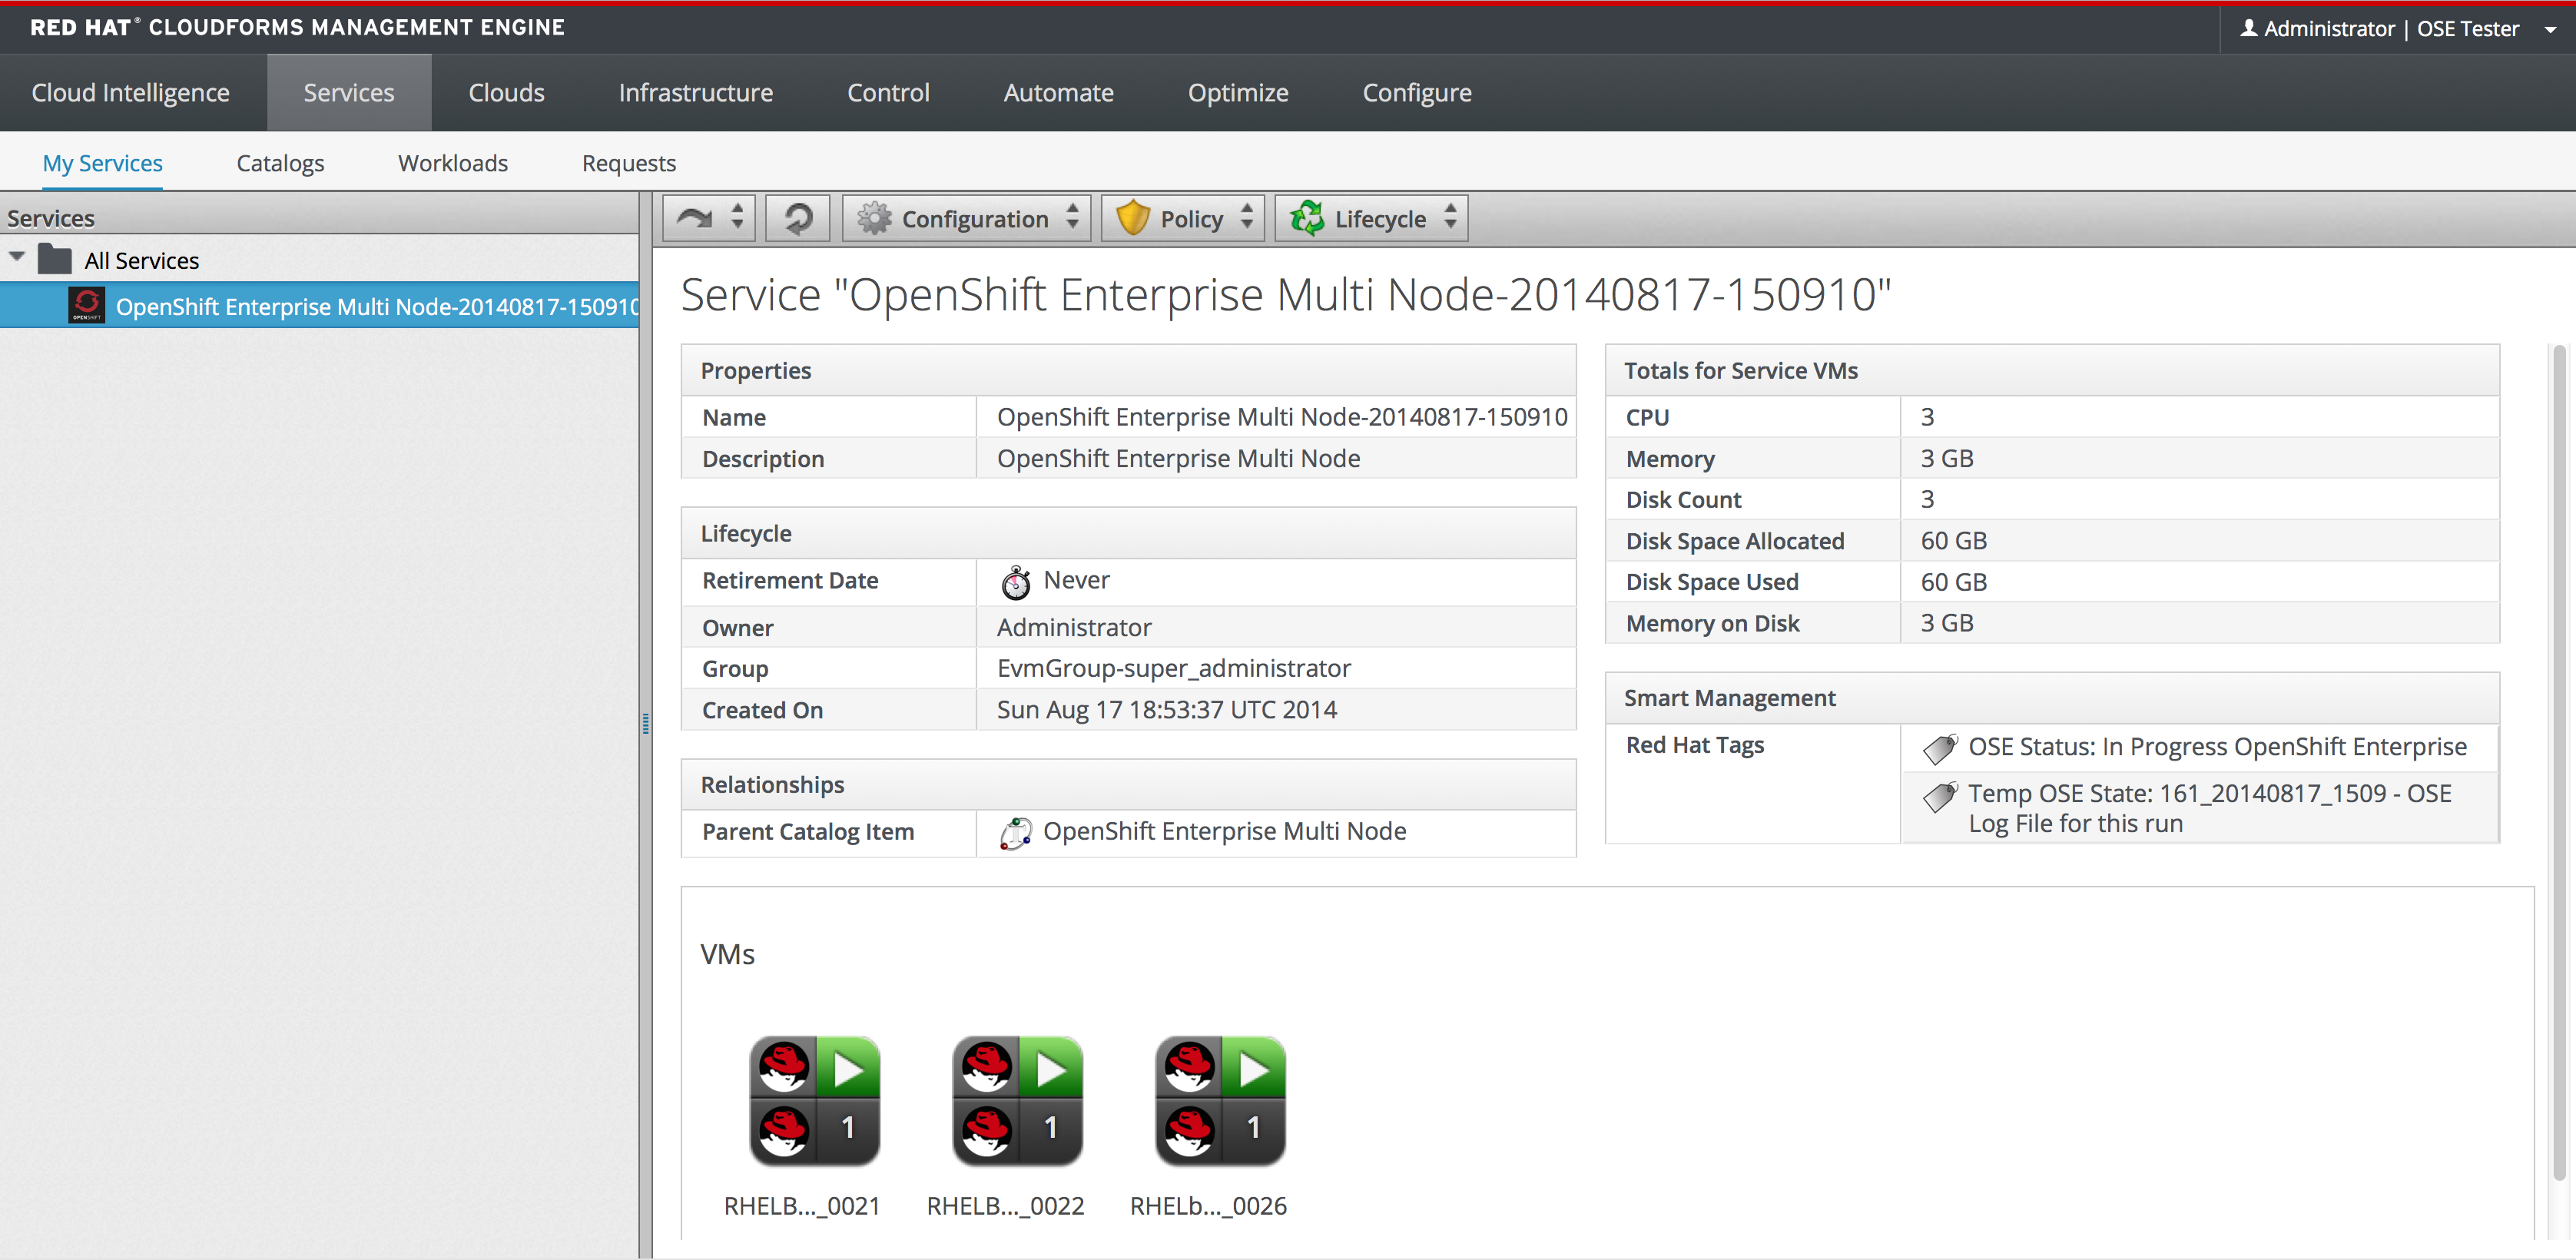 RED HAT® CLOUDFORMS MANAGEMENT ENGINE
Administrator | OSE Tester
Cloud Intelligence Services Clouds Infrastructure Control Automate Optimize Configure
My Services Catalogs Workloads Requests
Services
All Services
OPENSHIFT
OpenShift Enterprise Multi Node-20140817-150910
Configuration Policy Lifecycle
Service "OpenShift Enterprise Multi Node-20140817-150910"
Properties
Name OpenShift Enterprise Multi Node-20140817-150910
Description OpenShift Enterprise Multi Node
Lifecycle
Retirement Date Never
Owner Administrator
Group EvmGroup-super_administrator
Created On Sun Aug 17 18:53:37 UTC 2014
Relationships
Parent Catalog Item OpenShift Enterprise Multi Node
Totals for Service VMs
CPU 3
Memory 3 GB
Disk Count 3
Disk Space Allocated 60 GB
Disk Space Used 60 GB
Memory on Disk 3 GB
Smart Management
Red Hat Tags OSE Status: In Progress OpenShift Enterprise
Temp OSE State: 161_20140817_1509 - OSE
Log File for this run
VMs
1 1 1
RHELB..._0021 RHELB..._0022 RHELb..._0026